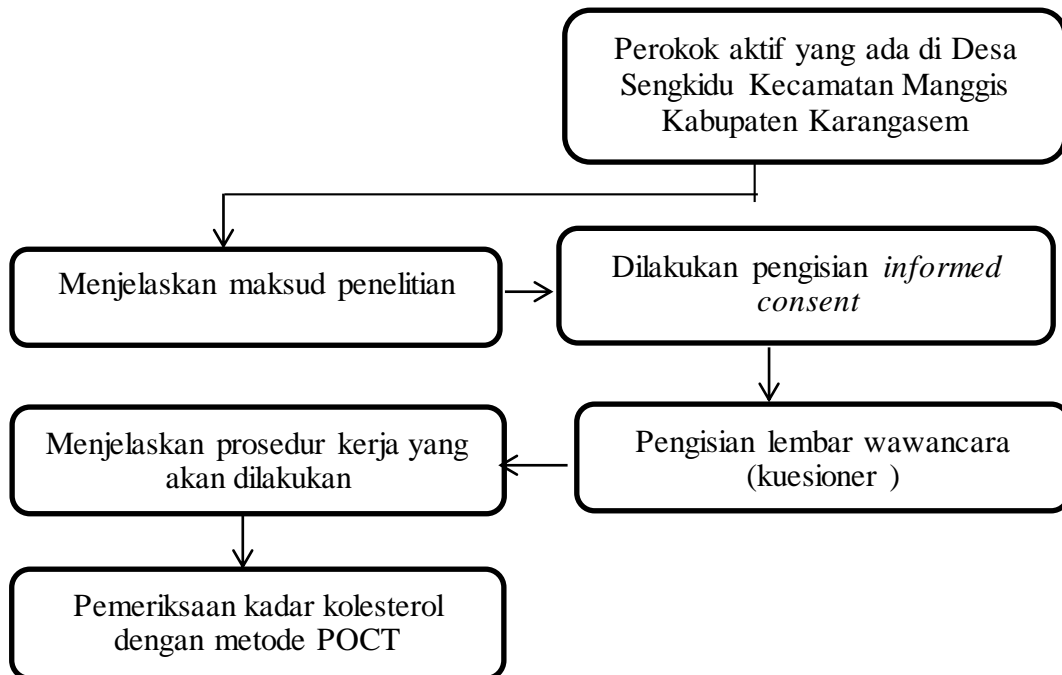 Perokok aktif yang ada di Desa
Sengkidu Kecamatan Manggis
Kabupaten Karangasem
Menjelaskan maksud penelitian
Dilakukan pengisian informed
consent
Pengisian lembar wawancara
(kuesioner )
Menjelaskan prosedur kerja yang
akan dilakukan
Pemeriksaan kadar kolesterol
dengan metode POCT